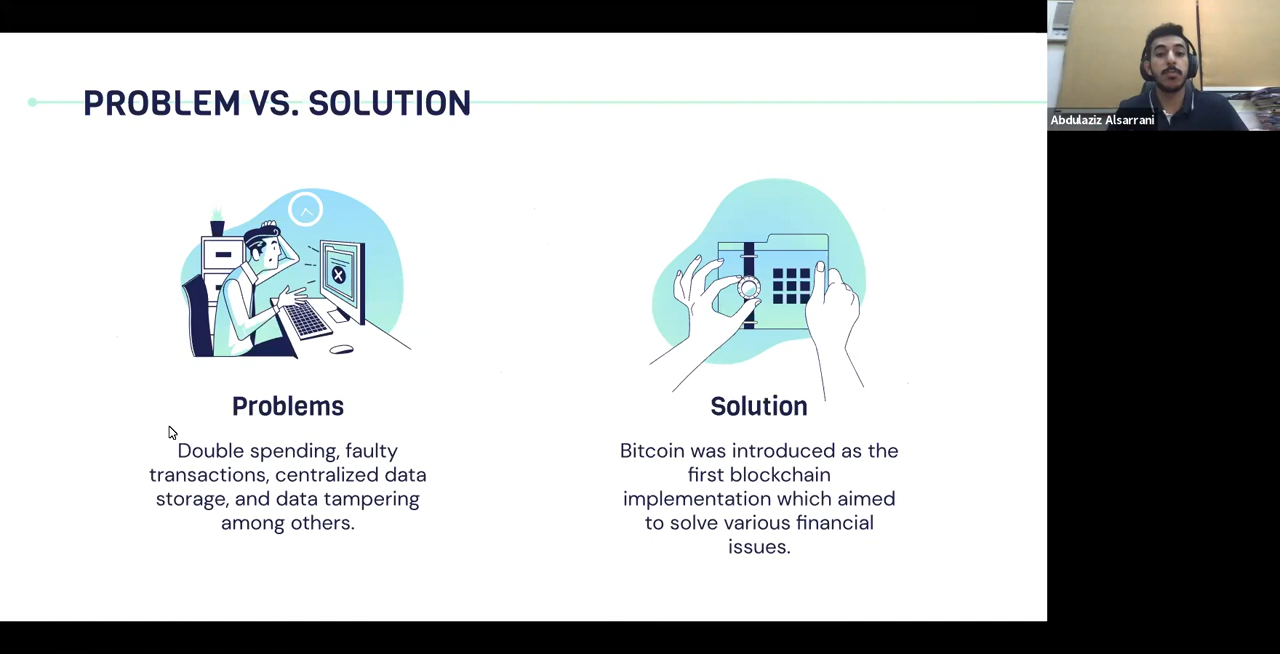 PROBLEM VS. SOLUTION
Problems
Double spending, faulty
transactions, centralized data
storage, and data tampering
among others.
Solution
Bitcoin was introduced as the
first blockchain
implementation which aimed
to solve various financial
issues.
Abdulaziz Alsarrani